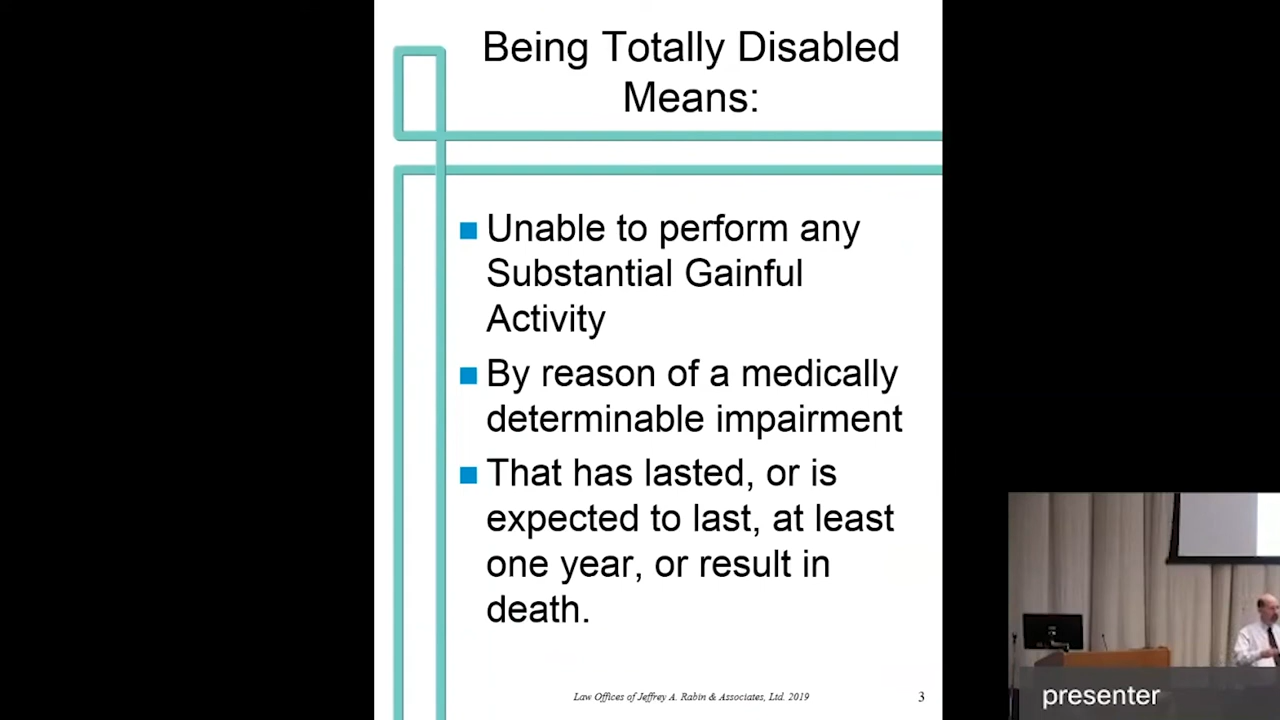 Being Totally Disabled
Means:
Unable to perform any
Substantial Gainful
Activity
By reason of a medically
determinable impairment
That has lasted, or is
expected to last, at least
one year, or result in
death.
Law Offices of Jeffrey A. Rabin & Associates, Ltd. 2019
3
presenter